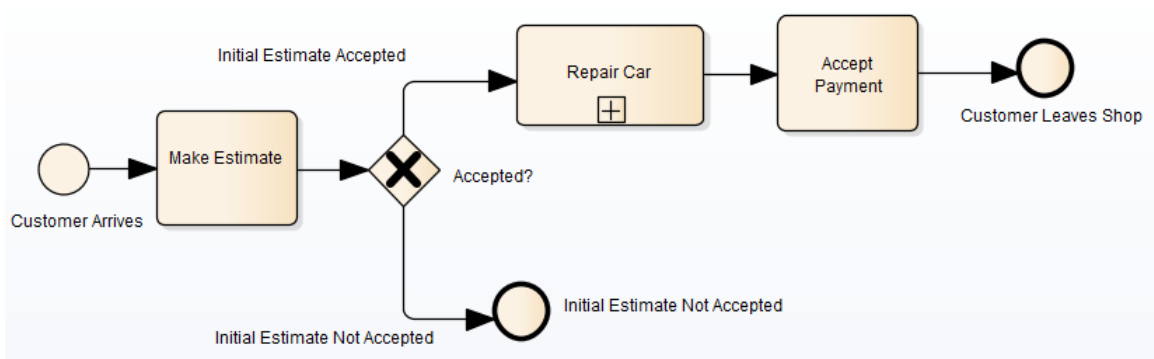 Initial Estimate Accepted
Repair Car
Accept
Payment
Customer Leaves Shop
Make Estimate
Accepted?
Customer Arrives
Initial Estimate Not Accepted
Initial Estimate Not Accepted